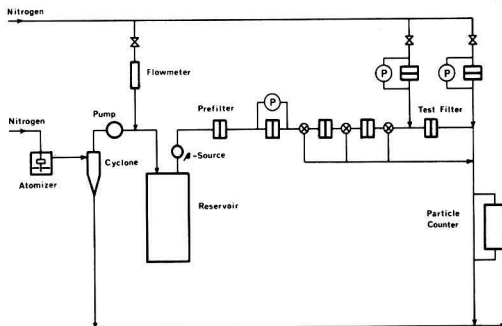 Nitrogen
Flowmeter
P
P
P
Prefilter
Test Filter
Pump
Nitrogen
β-Source
Cyclone
Atomizer
Reservoir
Particle
Counter